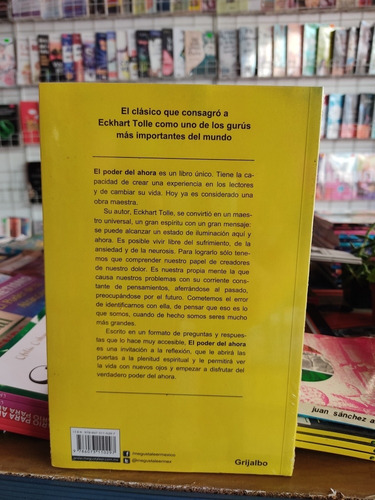 El clásico que consagró a
Eckhart Tolle como uno de los gurús
más importantes del mundo
El poder del ahora es un libro único. Tiene la ca-
pacidad de crear una experiencia en los lectores
y de cambiar su vida. Hoy ya es considerado una
obra maestra.
Su autor, Eckhart Tolle, se convirtió en un maes-
tro universal, un gran espíritu con un gran mensaje:
se puede alcanzar un estado de iluminación aquí y
ahora. Es posible vivir libre del sufrimiento, de la
ansiedad y de la neurosis. Para lograrlo sólo tene-
mos que comprender nuestro papel de creadores
de nuestro dolor. Es nuestra propia mente la que
causa nuestros problemas con su corriente cons-
tante de pensamientos, aferrándose al pasado,
preocupándose por el futuro. Cometemos el error
de identificarnos con ella, de pensar que eso es lo
que somos, cuando de hecho somos seres mucho
más grandes.
Escrito en un formato de preguntas y respues-
tas que lo hace muy accesible, El poder del ahora
es una invitación a la reflexión, que le abrirá las
puertas a la plenitud espiritual y le permitirá ver
la vida con nuevos ojos y empezar a disfrutar del
verdadero poder del ahora.
/megustaleermexico
@megustaleermex
Grijalbo
juan sánchez a